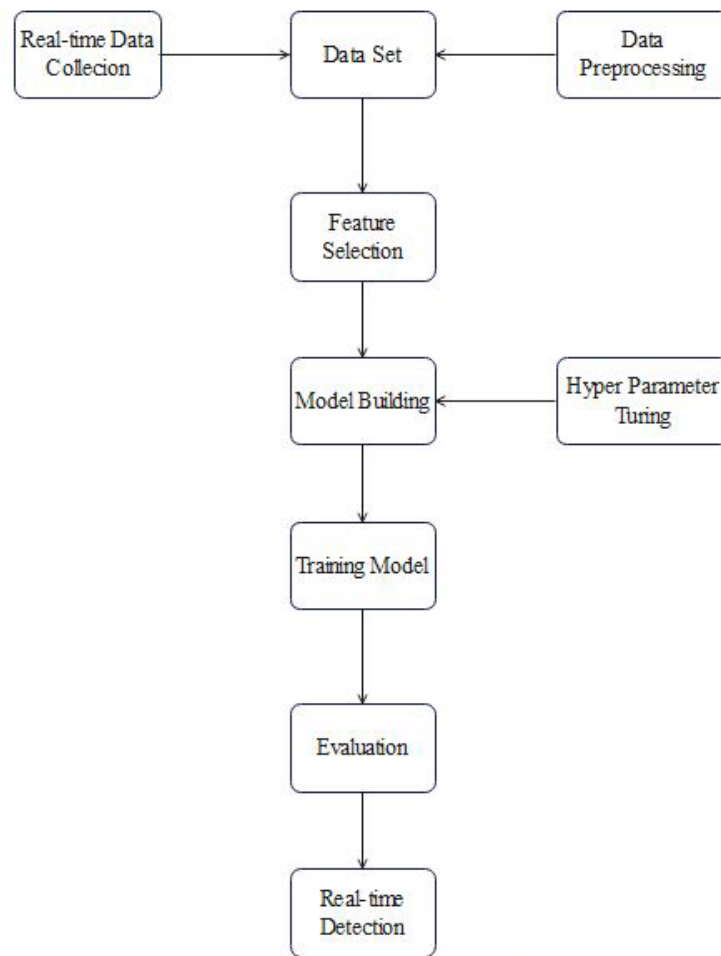 Real-time Data
Collecion
Data Set
Data
Preprocessing
Feature
Selection
Model Building
Hyper Parameter
Turing
Training Model
Evaluation
Real-time
Detection